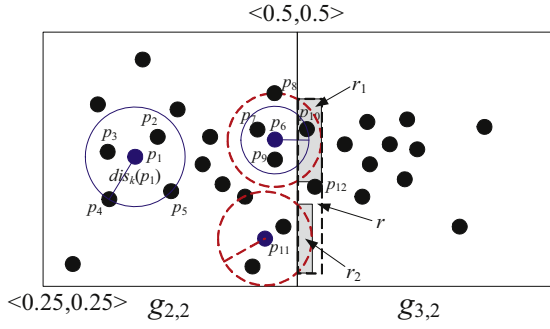 <0.5,0.5>
p8
r1
p7
p10
p2
p6
p3
p1
p9
disk(p1)
p12
p4
p5
r
p11
r2
<0.25,0.25>
g2,2
g3,2